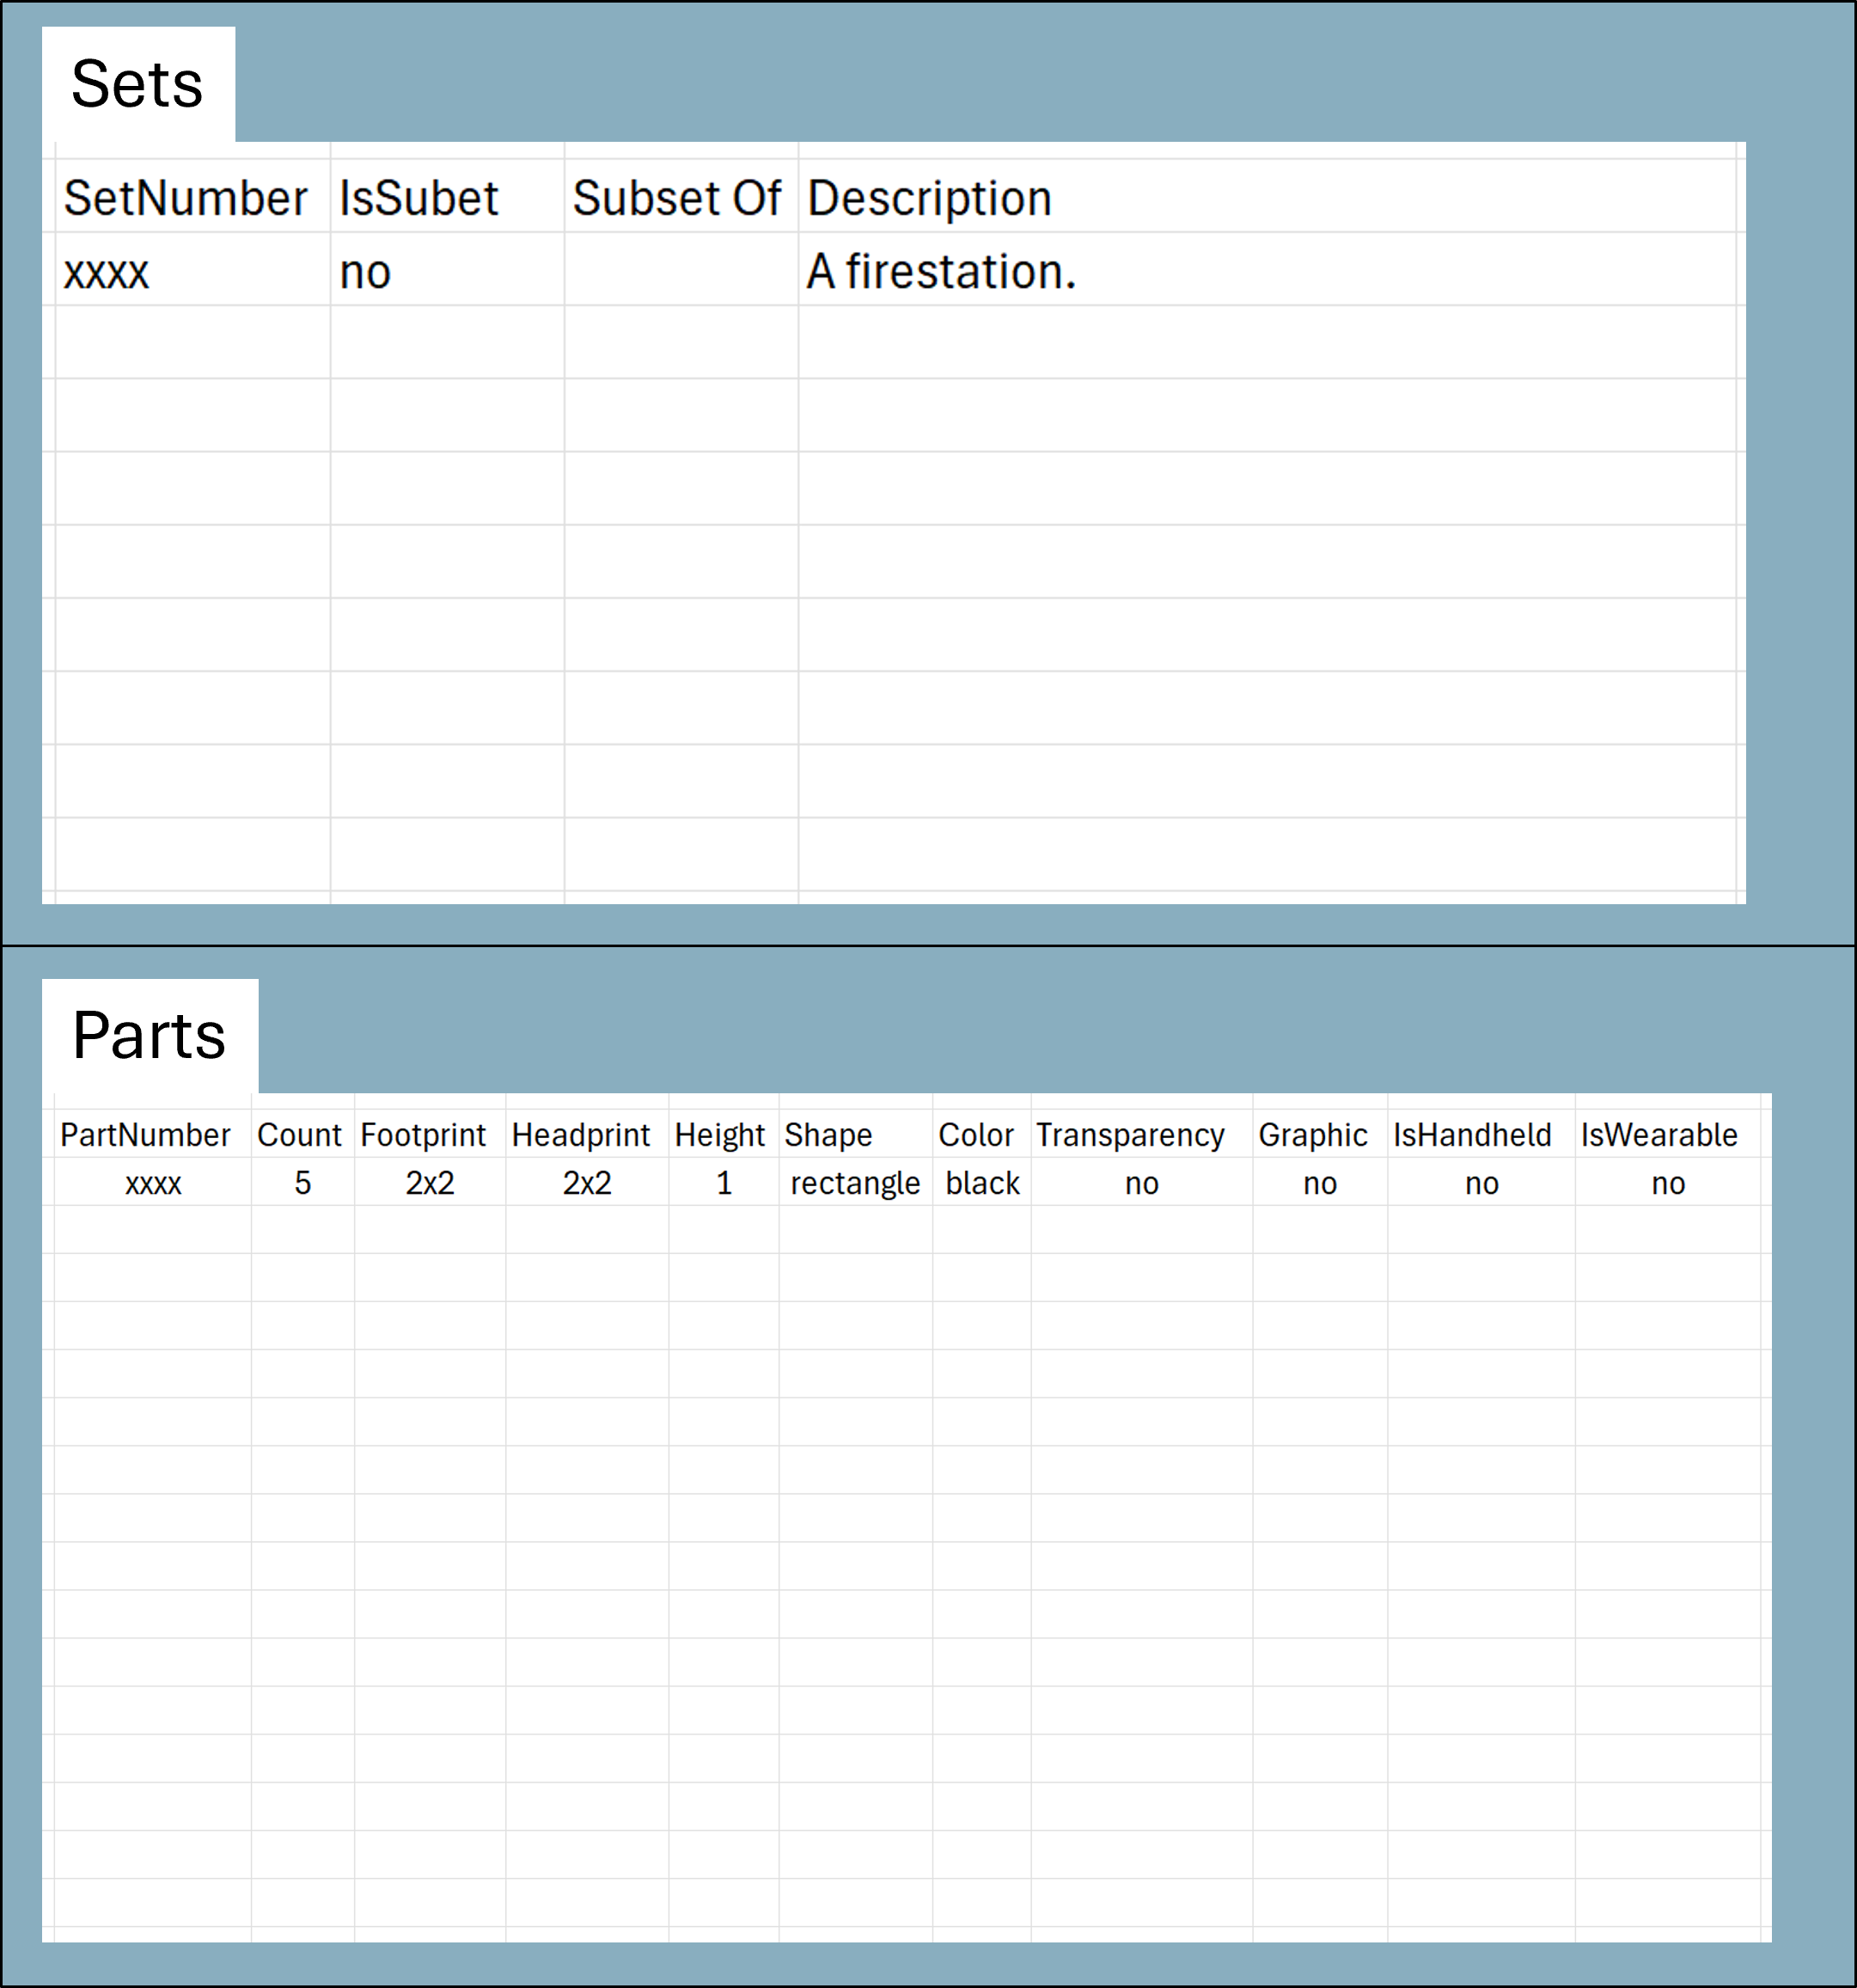 Sets
SetNumber IsSubet Subset Of Description
xxxx no A firestation.
Parts
PartNumber Count Footprint Headprint Height Shape Color Transparency Graphic IsHandheld IsWearable
xxxx 5 2x2 2x2 1 rectangle black no no no no